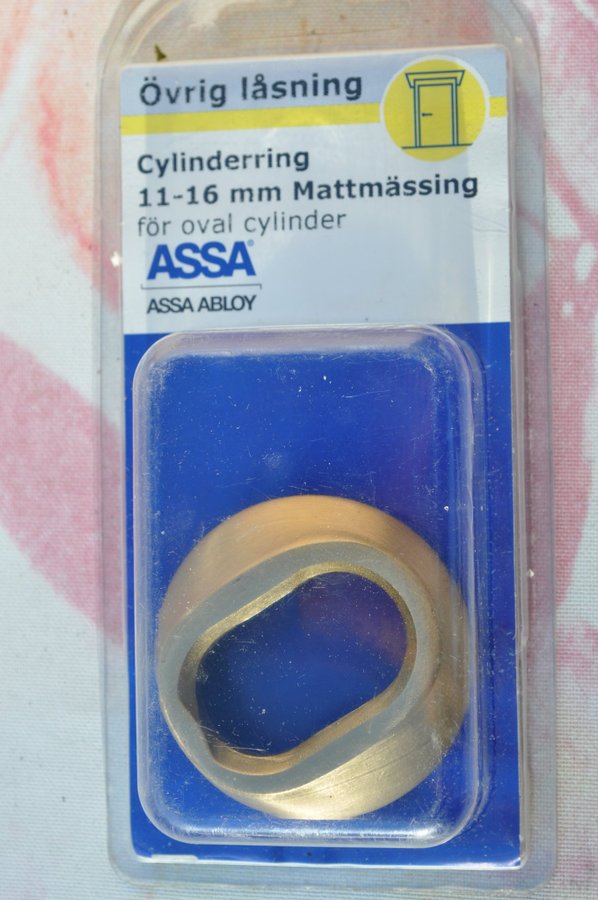 Övrig låsning
Cylinderring
11-16 mm Mattmässing
för oval cylinder
ASSA®
ASSA ABLOY